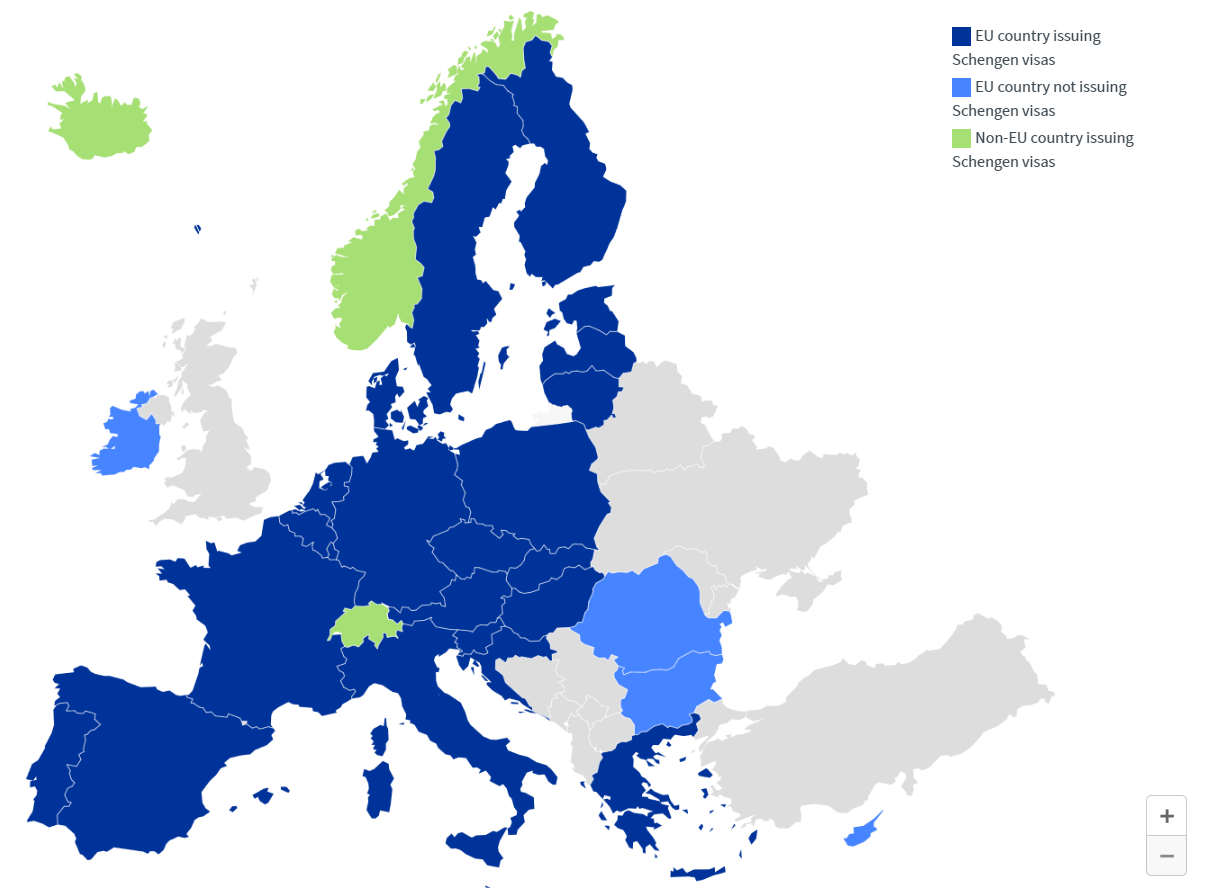 EU country issuing
Schengen visas
EU country not issuing
Schengen visas
Non-EU country issuing
Schengen visas
+
−